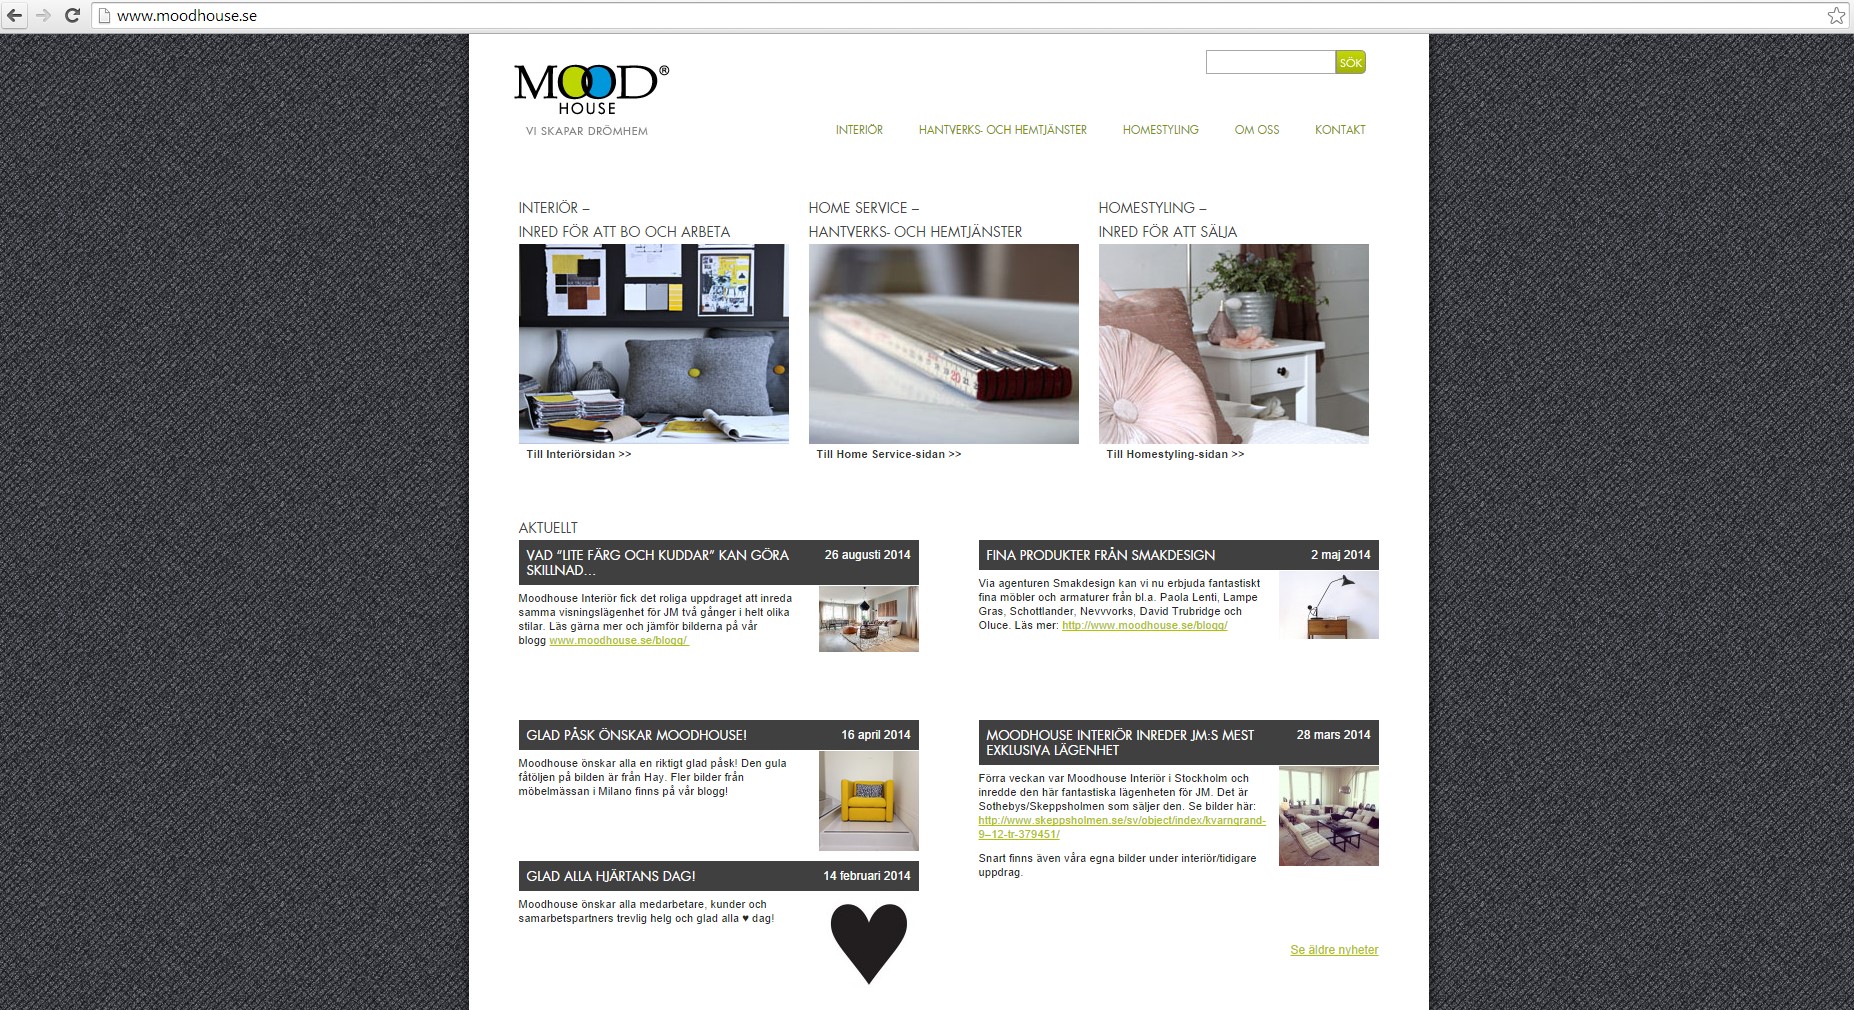 www.moodhouse.se
MOOD®
HOUSE
VI SKAPAR DRÖMHEM
SÖK
INTERIÖR HANTVERKS- OCH HEMTJÄNSTER HOMESTYLING OM OSS KONTAKT
INTERIÖR –
INRED FÖR ATT BO OCH ARBETA
Till Interiörsidan >>
HOME SERVICE –
HANTVERKS- OCH HEMTJÄNSTER
20 21
Till Home Service-sidan >>
HOMESTYLING –
INRED FÖR ATT SÄLJA
Till Homestyling-sidan >>
AKTUELLT
VAD ”LITE FÄRG OCH KUDDAR” KAN GÖRA
SKILLNAD…
26 augusti 2014
Moodhouse Interiör fick det roliga uppdraget att inreda
samma visningslägenhet för JM två gånger i helt olika
stilar. Läs gärna mer och jämför bilderna på vår
blogg www.moodhouse.se/blogg/
FINA PRODUKTER FRÅN SMAKDESIGN
2 maj 2014
Via agenturen Smakdesign kan vi nu erbjuda fantastiskt
fina möbler och armaturer från bl.a. Paola Lenti, Lampe
Gras, Schottlander, Nevvvorks, David Trubridge och
Oluce. Läs mer: http://www.moodhouse.se/blogg/
GLAD PÅSK ÖNSKAR MOODHOUSE!
16 april 2014
Moodhouse önskar alla en riktigt glad påsk! Den gula
fåtöljen på bilden är från Hay. Fler bilder från
möbelmässan i Milano finns på vår blogg!
MOODHOUSE INTERIÖR INREDER JM:S MEST
EXKLUSIVA LÄGENHET
28 mars 2014
Förra veckan var Moodhouse Interiör i Stockholm och
inredde den här fantastiska lägenheten för JM. Det är
Sothebys/Skeppsholmen som säljer den. Se bilder här:
http://www.skeppsholmen.se/sv/object/index/kvarngrand-
9–12-tr-379451/
Snart finns även våra egna bilder under interiör/tidigare
uppdrag.
GLAD ALLA HJÄRTANS DAG!
14 februari 2014
Moodhouse önskar alla medarbetare, kunder och
samarbetspartners trevlig helg och glad alla ♥ dag!
Se äldre nyheter